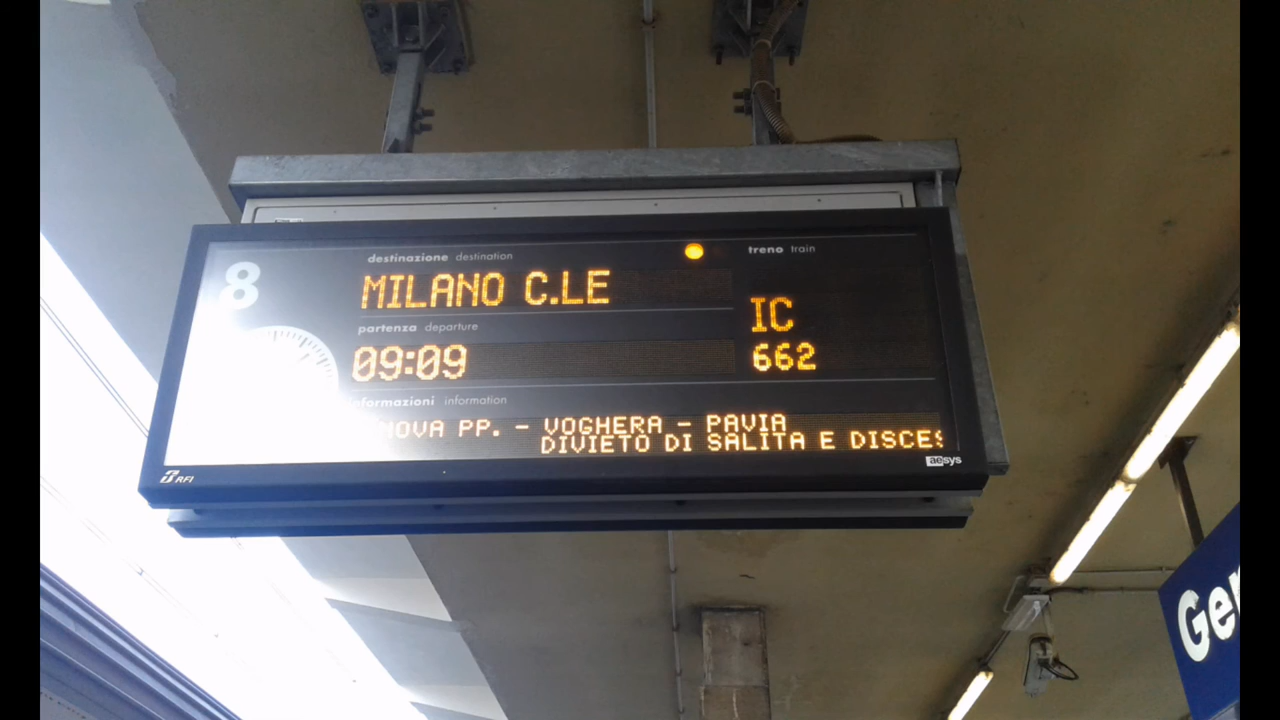 8
destinazione destination
treno train
MILANO C.LE
IC
partenza departure
09:09
662
informazioni information
NOVA PP. - VOGHERA - PAVIA
DIVIETO DI SALITA E DISCES
RFI
aesys
Ger